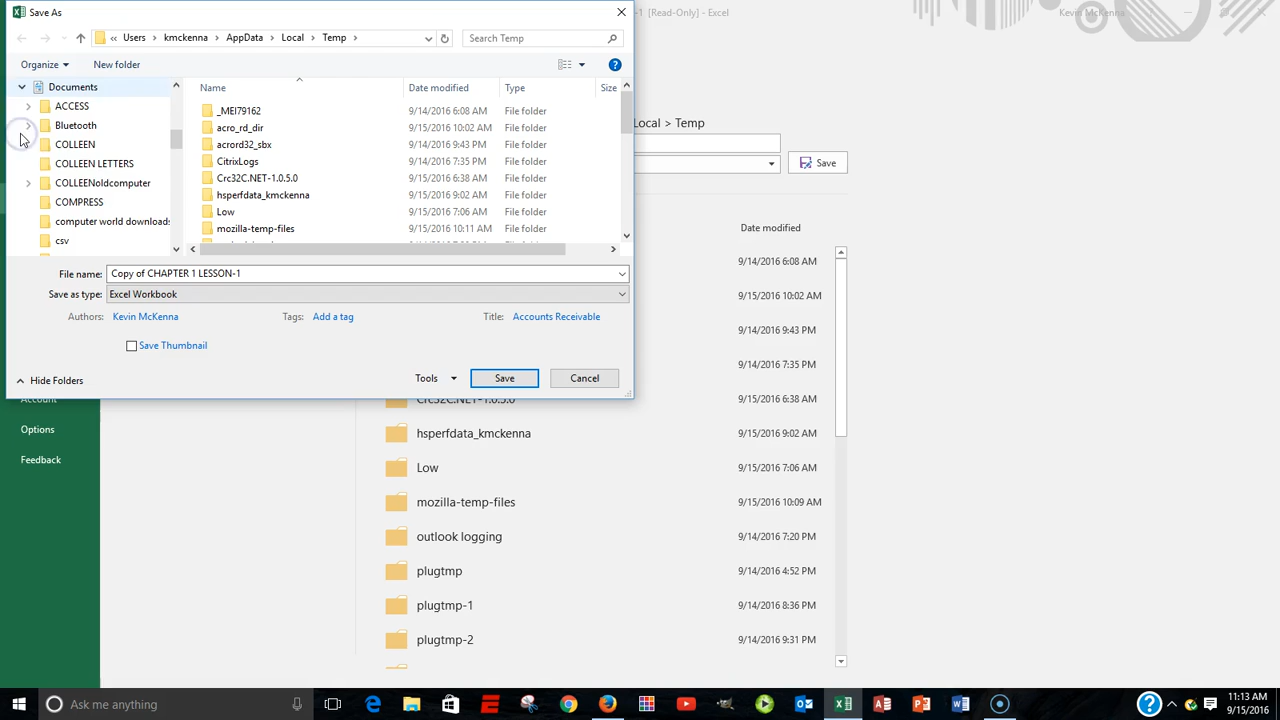 Save As
-1 [Read-Only] - Excel
Kevin McKenna
« Users > kmckenna > AppData > Local > Temp >
Search Temp
Organize
New folder
Documents
ACCESS
Bluetooth
COLLEEN
COLLEEN LETTERS
COLLEENoldcomputer
COMPRESS
computer world downloads
csv
Name Date modified Type Size
_MEI79162 9/14/2016 6:08 AM File folder
acro_rd_dir 9/15/2016 10:02 AM File folder
acrord32_sbx 9/14/2016 9:43 PM File folder
CitrixLogs 9/14/2016 7:35 PM File folder
Crc32C.NET-1.0.5.0 9/15/2016 6:38 AM File folder
hsperfdata_kmckenna 9/15/2016 9:02 AM File folder
Low 9/15/2016 7:06 AM File folder
mozilla-temp-files 9/15/2016 10:11 AM File folder
File name: Copy of CHAPTER 1 LESSON-1
Save as type: Excel Workbook
Authors: Kevin McKenna Tags: Add a tag Title: Accounts Receivable
Save Thumbnail
Hide Folders
Tools
Save
Cancel
Local > Temp
Save
Date modified
9/14/2016 6:08 AM
9/15/2016 10:02 AM
9/14/2016 9:43 PM
9/14/2016 7:35 PM
Account
Options
Feedback
Crc32C.NET-1.0.5.0 9/15/2016 6:38 AM
hsperfdata_kmckenna 9/15/2016 9:02 AM
Low 9/15/2016 7:06 AM
mozilla-temp-files 9/15/2016 10:09 AM
outlook logging 9/14/2016 7:20 PM
plugtmp 9/14/2016 4:52 PM
plugtmp-1 9/14/2016 8:36 PM
plugtmp-2 9/14/2016 9:31 PM
Ask me anything
11:13 AM
9/15/2016